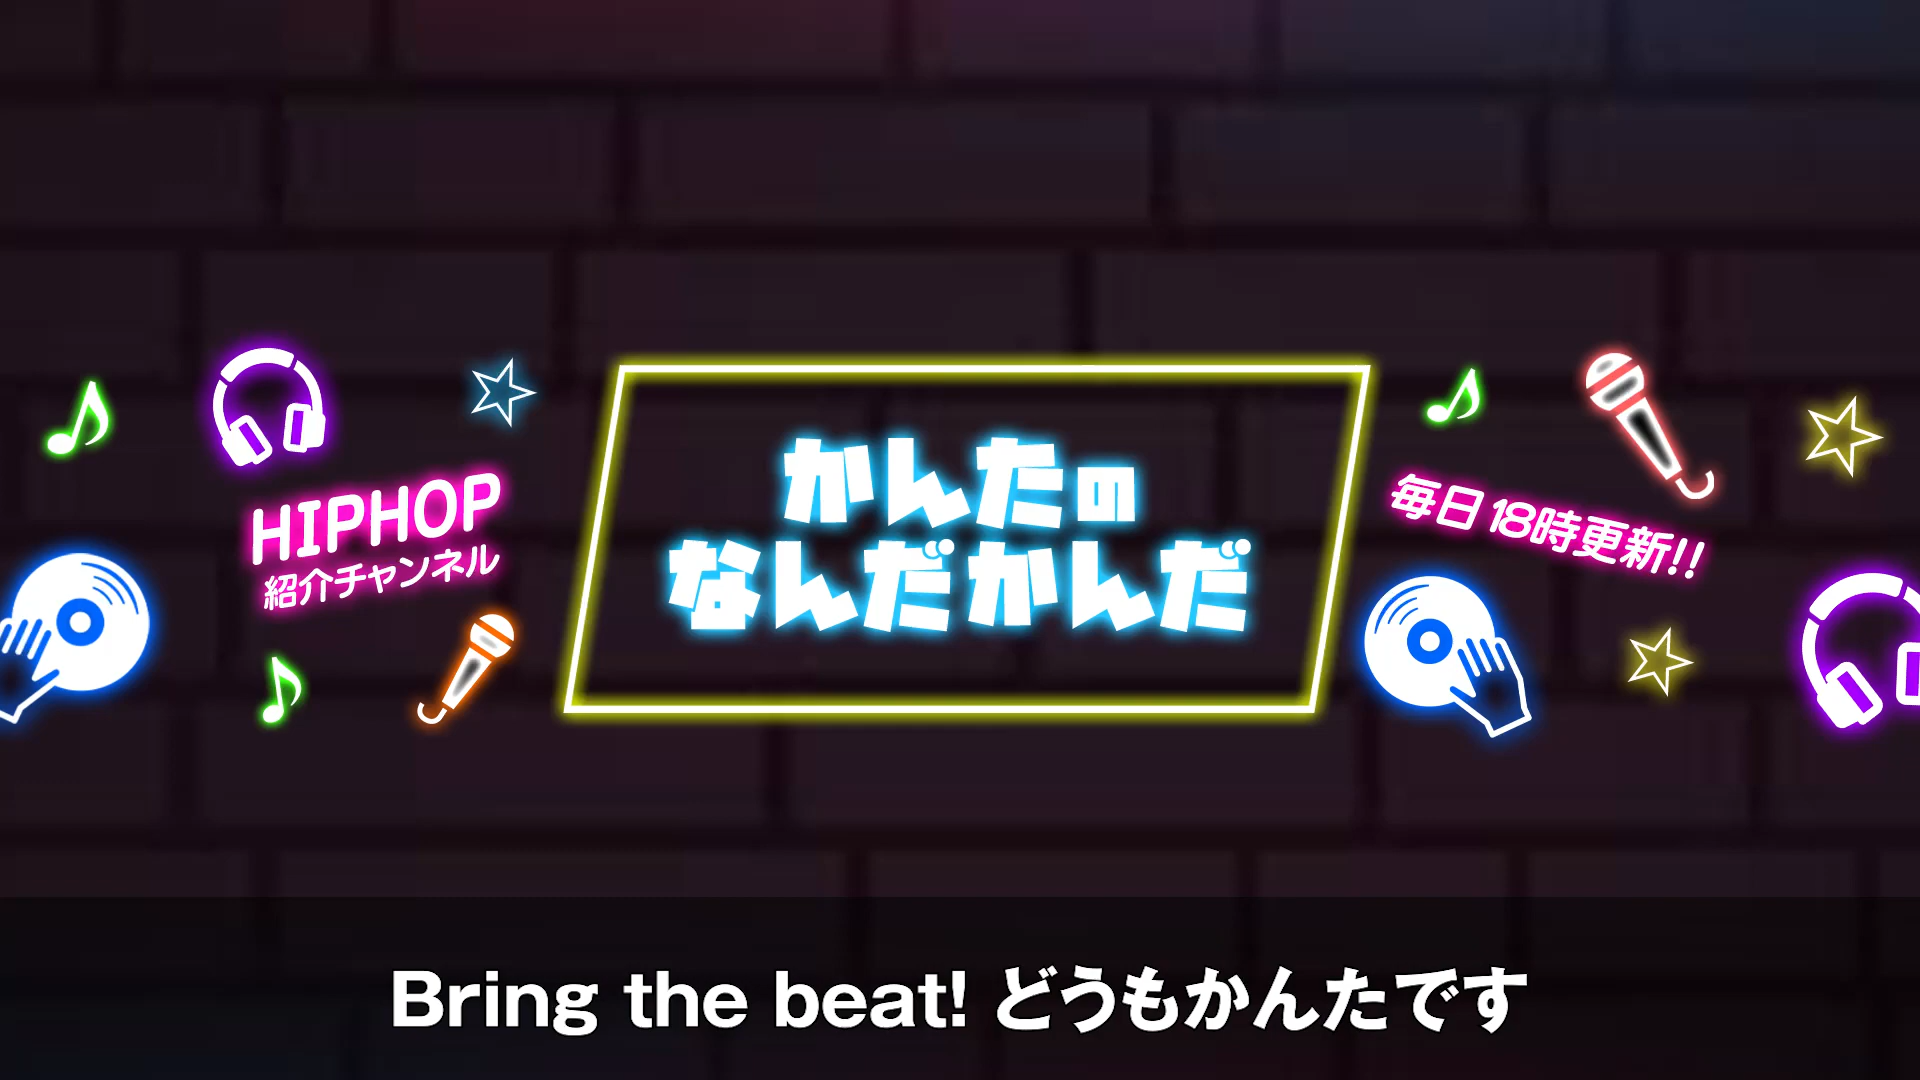 HIPHOP
紹介チャンネル
かんたの
なんだかんだ
毎日18時更新!!
Bring the beat! どうもかんたです